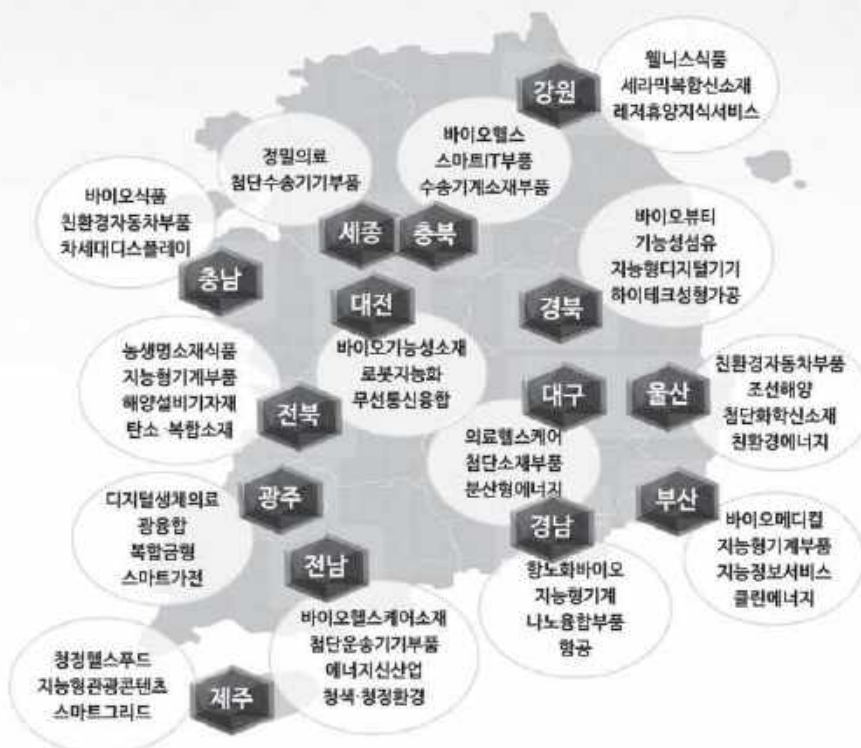 강원
웰니스식품
세라믹복합신소재
레저휴양지식서비스
정밀의료
첨단수송기기부품
세종
바이오헬스
스마트IT부품
수송기계소재부품
충북
바이오식품
친환경자동차부품
차세대디스플레이
충남
대전
바이오기능성소재
로봇지능화
무선통신융합
바이오뷰티
기능성섬유
지능형디지털기기
하이테크성형가공
경북
농생명소재식품
지능형기계부품
해양설비기자재
탄소·복합소재
전북
대구
의료헬스케어
첨단소재부품
분산형에너지
울산
친환경자동차부품
조선해양
첨단화학신소재
친환경에너지
디지털생체의료
광융합
복합금형
스마트가전
광주
부산
바이오메디컬
지능형기계부품
지능정보서비스
클린에너지
경남
항노화바이오
지능형기계
나노융합부품
항공
전남
바이오헬스케어소재
첨단운송기기부품
에너지신산업
청색·청정환경
청정헬스푸드
지능형관광콘텐츠
스마트그리드
제주